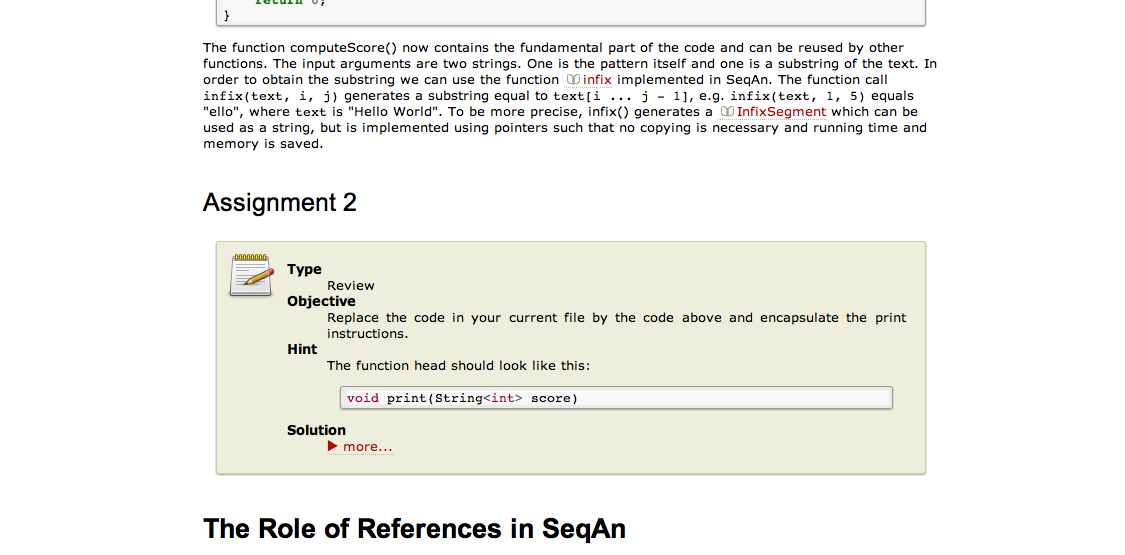 return 0;
}
The function computeScore() now contains the fundamental part of the code and can be reused by other
functions. The input arguments are two strings. One is the pattern itself and one is a substring of the text. In
order to obtain the substring we can use the function infix implemented in SeqAn. The function call
infix(text, i, j) generates a substring equal to text[i ... j - 1], e.g. infix(text, 1, 5) equals
"ello", where text is "Hello World". To be more precise, infix() generates a InfixSegment which can be
used as a string, but is implemented using pointers such that no copying is necessary and running time and
memory is saved.
Assignment 2
Type
Review
Objective
Replace the code in your current file by the code above and encapsulate the print
instructions.
Hint
The function head should look like this:
void print(String<int> score)
Solution
more...
The Role of References in SeqAn